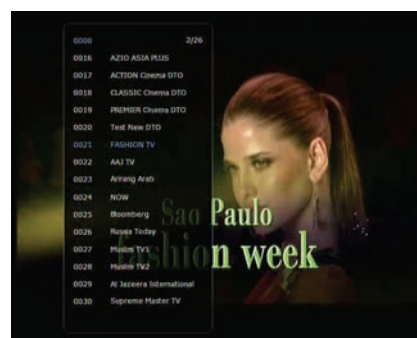 0000 2/26
0016 AZIO ASIA PLUS
0017 ACTION Cinema DTO
0018 CLASSIC Cinema DTO
0019 PREMIER Cinema DTO
0020 Test New DTO
0021 FASHION TV
0022 AAJ TV
0023 Arirang Arab
0024 NOW
0025 Bloomberg
0026 Russia Today
0027 Muslim TV1
0028 Muslim TV2
0029 Al Jazeera International
0030 Supreme Master TV
Sao Paulo
fashion week